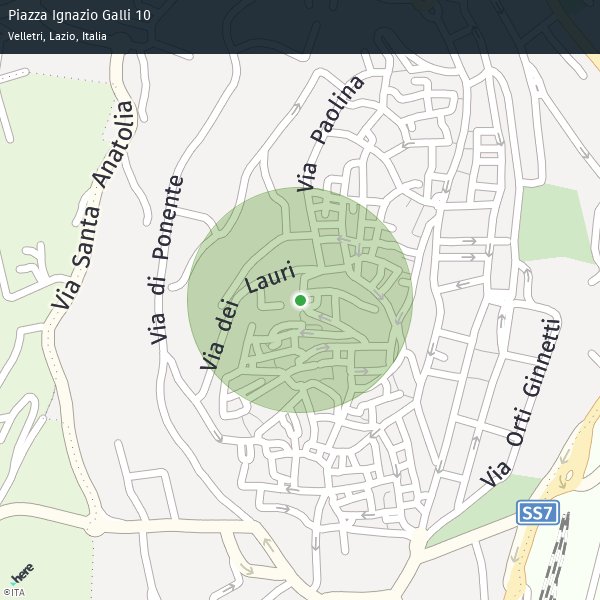 Piazza Ignazio Galli 10
Velletri, Lazio, Italia
Via Paolina
Via Santa Anatolia
Via di Ponente
Via dei Lauri
Via Orti Ginnetti
SS7
here
©ITA